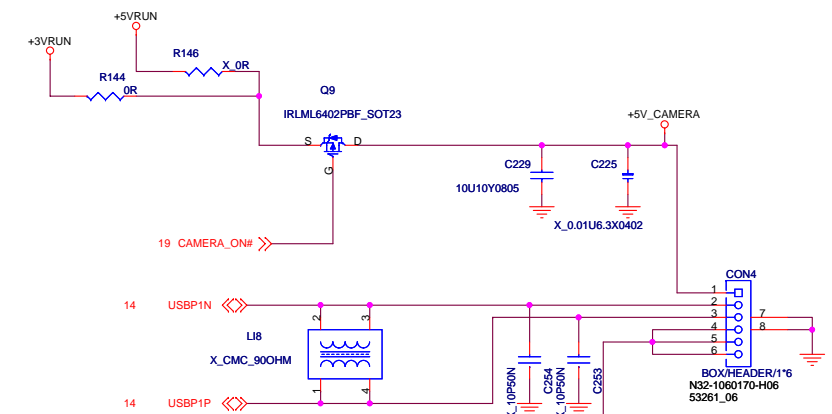 +5VRUN
+3VRUN
R146
X_0R
R144
0R
Q9
IRLML6402PBF_SOT23
S
D
G
+5V_CAMERA
C229
C225
10U10Y0805
X_0.01U6.3X0402
19 CAMERA_ON#
CON4
14 USBP1N
1
2
3
4
5
6
7
8
2
3
LI8
X_CMC_90OHM
1
4
X_10P50N
C254
X_10P50N
C253
BOX/HEADER/1*6
N32-1060170-H06
53261_06
14 USBP1P